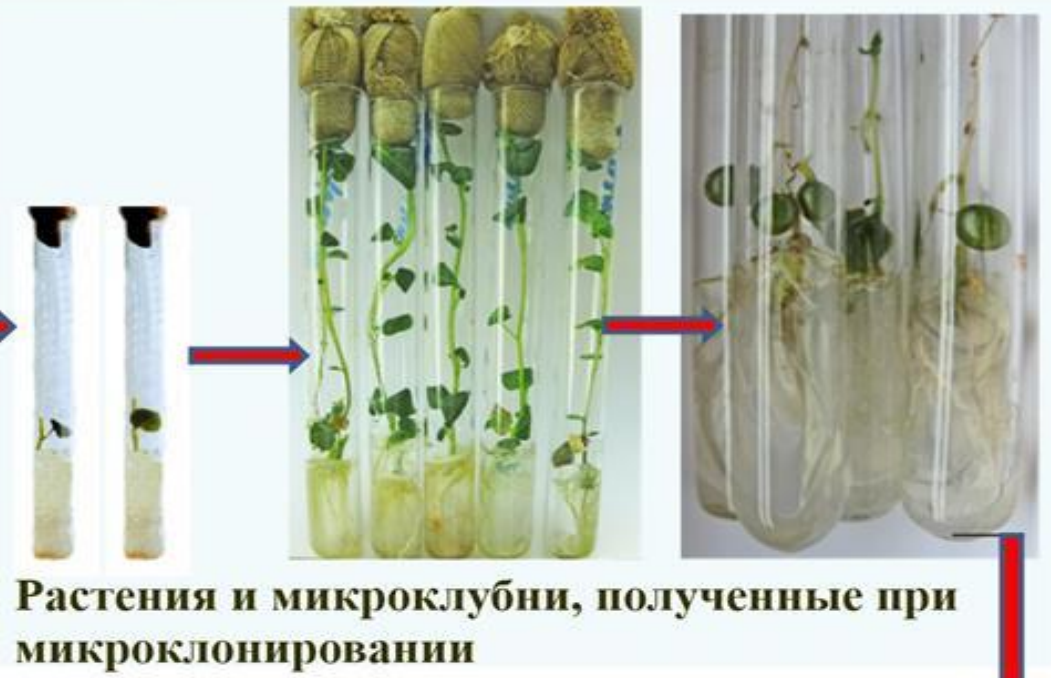 Растения и микроклубни, полученные при
микроклонировании